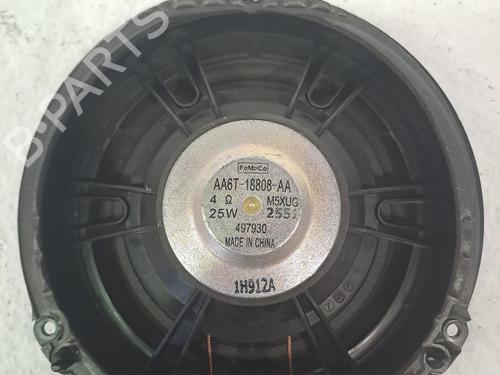 B-PARTS
FoMoCo
AA6T-18808-AA
4 Ω M5XUG
25W 2551
497930
MADE IN CHINA
1H912A